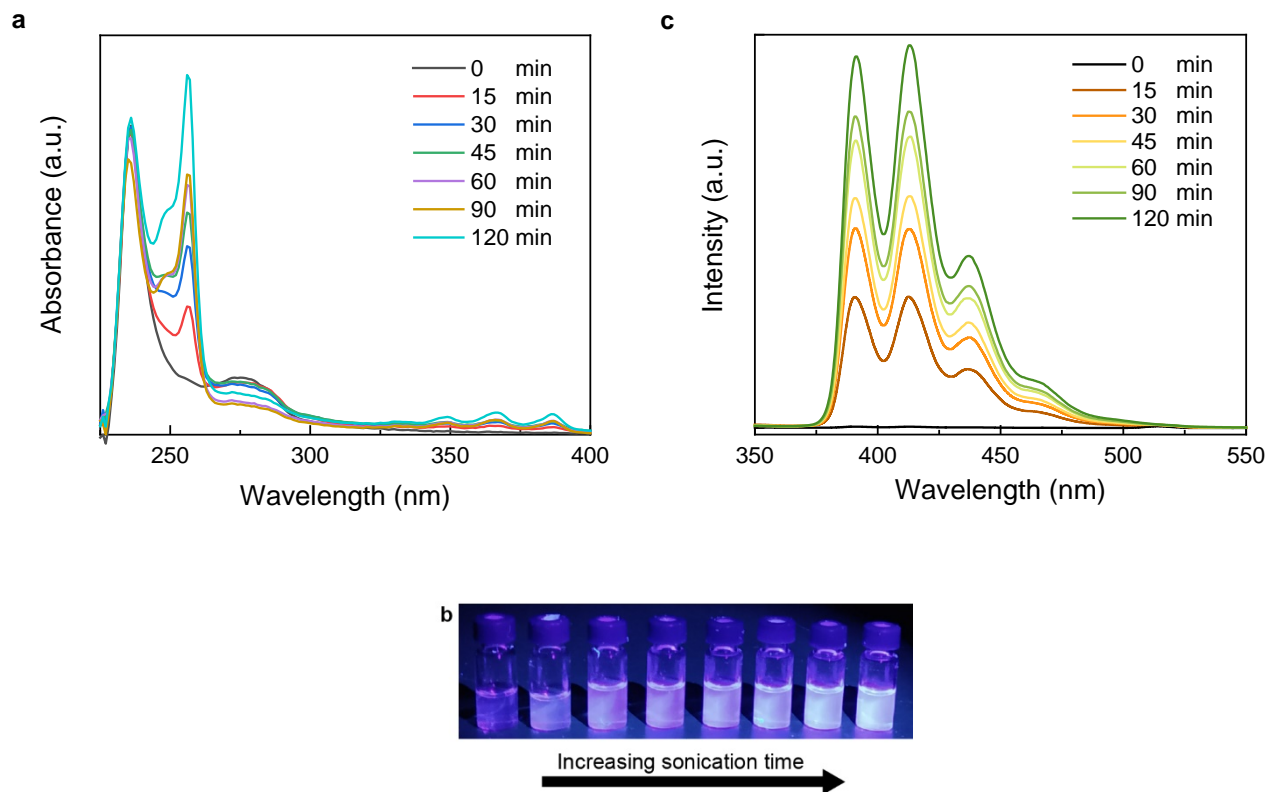 a
Absorbance (a.u.)
0 min
15 min
30 min
45 min
60 min
90 min
120 min
250 300 350 400
Wavelength (nm)
c
Intensity (a.u.)
0 min
15 min
30 min
45 min
60 min
90 min
120 min
350 400 450 500 550
Wavelength (nm)
b
Increasing sonication time